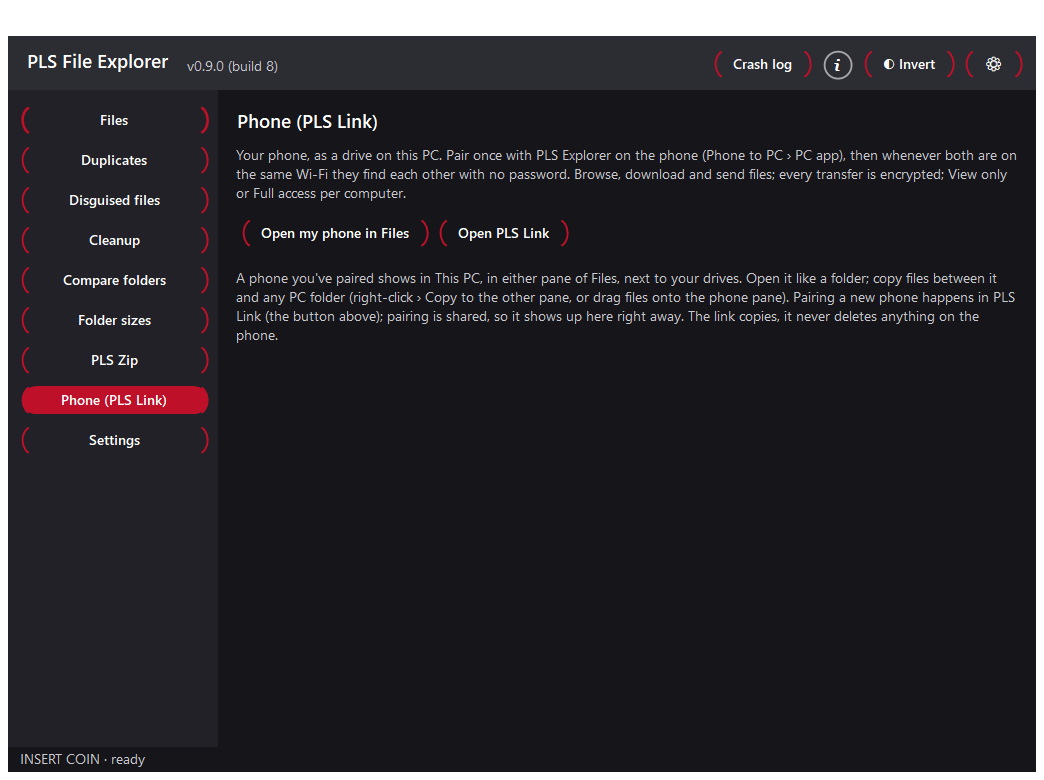 PLS File Explorer v0.9.0 (build 8)
Crash log
i
Invert
Files
Duplicates
Disguised files
Cleanup
Compare folders
Folder sizes
PLS Zip
Phone (PLS Link)
Settings
Phone (PLS Link)
Your phone, as a drive on this PC. Pair once with PLS Explorer on the phone (Phone to PC › PC app), then whenever both are on
the same Wi-Fi they find each other with no password. Browse, download and send files; every transfer is encrypted; View only
or Full access per computer.
Open my phone in Files
Open PLS Link
A phone you've paired shows in This PC, in either pane of Files, next to your drives. Open it like a folder; copy files between it
and any PC folder (right-click › Copy to the other pane, or drag files onto the phone pane). Pairing a new phone happens in PLS
Link (the button above); pairing is shared, so it shows up here right away. The link copies, it never deletes anything on the
phone.
INSERT COIN · ready